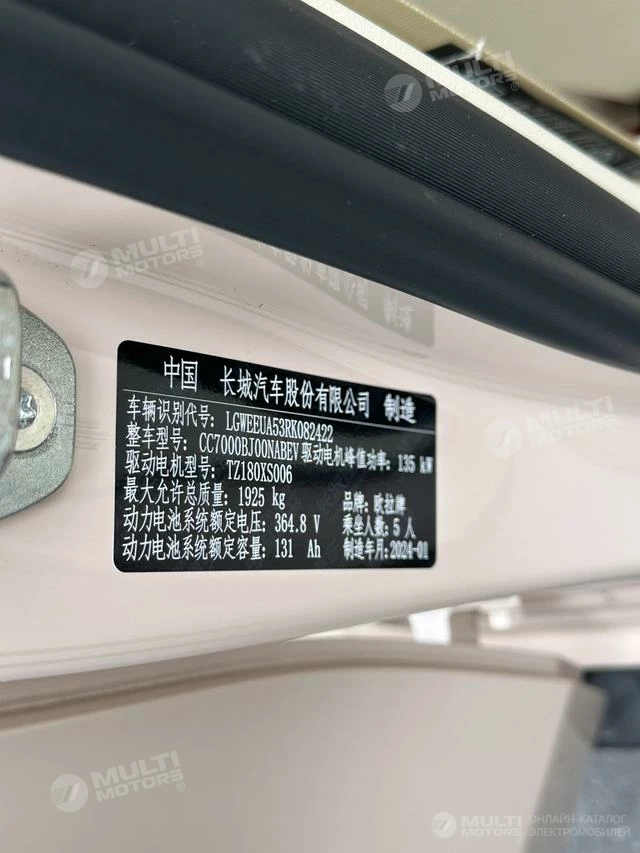 MULTI
MOTORS®
MULTI
MOTORS®
中国 长城汽车股份有限公司 制造
车辆识别代号: LGWEEUA53RK082422
整车型号: CC7000BJ00NABEV 驱动电机峰值功率: 135 kW
驱动电机型号: TZ180XS006
最大允许总质量: 1925 kg 品牌: 欧拉牌
动力电池系统额定电压: 364.8 V 乘坐人数: 5 人
动力电池系统额定容量: 131 Ah 制造年月: 2024-01
MULTI
MOTORS®
MULTI
MOTORS®
ОНЛАЙН-КАТАЛОГ
ЭЛЕКТРОМОБИЛЕЙ